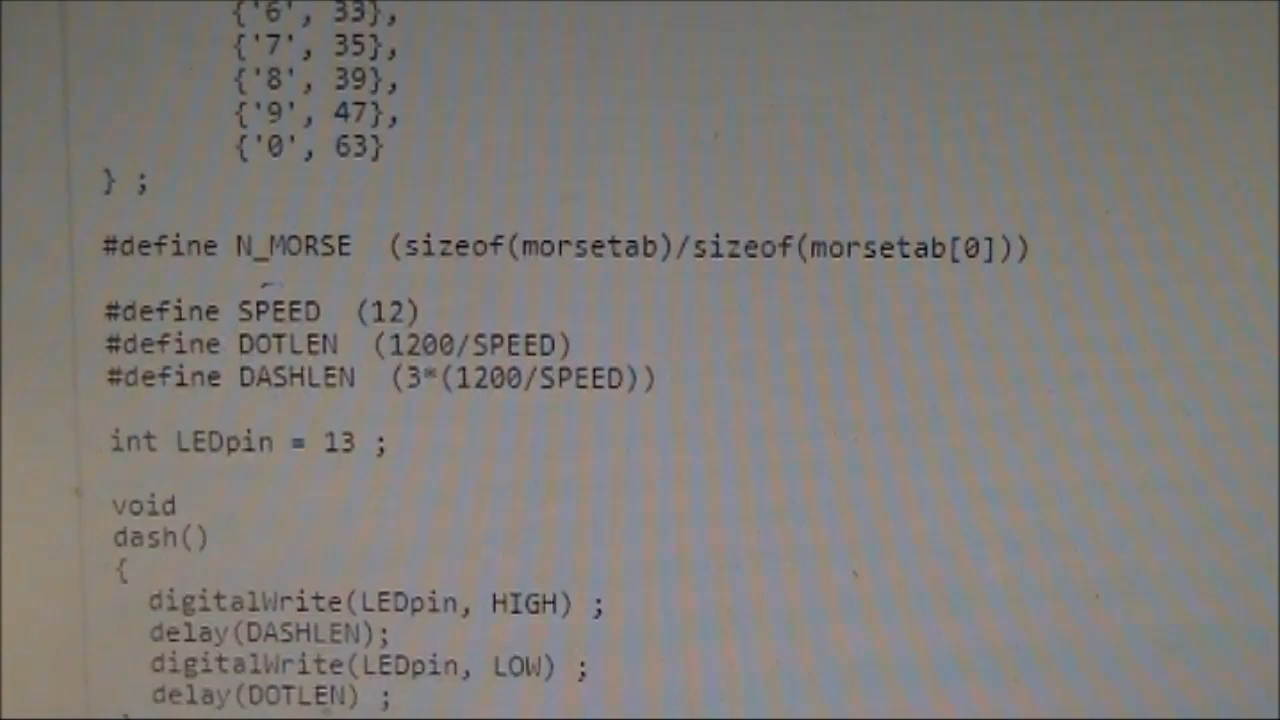 {'6', 33},
{'7', 35},
{'8', 39},
{'9', 47},
{'0', 63}
} ;
#define N_MORSE  (sizeof(morsetab)/sizeof(morsetab[0]))
#define SPEED  (12)
#define DOTLEN  (1200/SPEED)
#define DASHLEN  (3*(1200/SPEED))
int LEDpin = 13 ;
void
dash()
{
digitalWrite(LEDpin, HIGH) ;
delay(DASHLEN);
digitalWrite(LEDpin, LOW) ;
delay(DOTLEN) ;